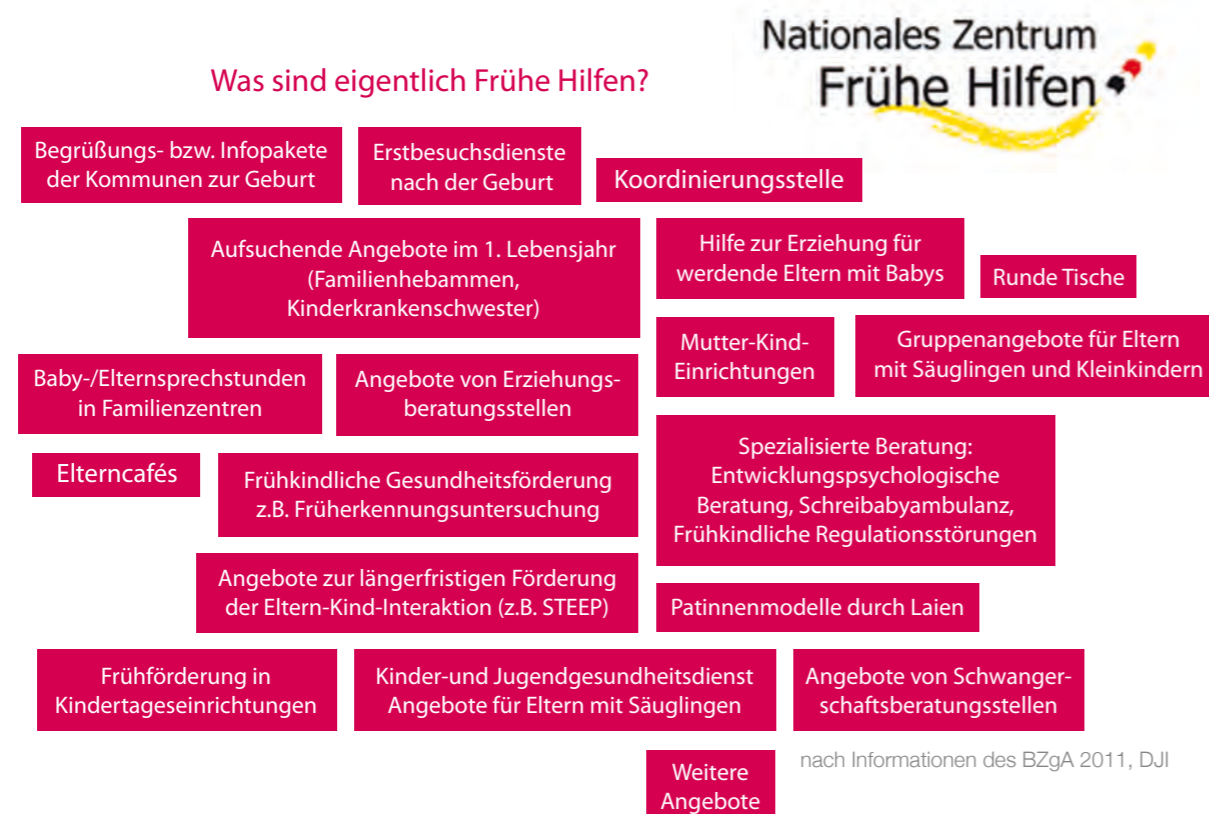 Nationales Zentrum
Frühe Hilfen
Was sind eigentlich Frühe Hilfen?
Begrüßungs- bzw. Infopakete
der Kommunen zur Geburt
Erstbesuchsdienste
nach der Geburt
Koordinierungsstelle
Aufsuchende Angebote im 1. Lebensjahr
(Familienhebammen,
Kinderkrankenschwester)
Hilfe zur Erziehung für
werdende Eltern mit Babys
Runde Tische
Mutter-Kind-
Einrichtungen
Gruppenangebote für Eltern
mit Säuglingen und Kleinkindern
Baby-/Elternsprechstunden
in Familienzentren
Angebote von Erziehungs-
beratungsstellen
Elterncafés
Frühkindliche Gesundheitsförderung
z.B. Früherkennungsuntersuchung
Spezialisierte Beratung:
Entwicklungspsychologische
Beratung, Schreibabyambulanz,
Frühkindliche Regulationsstörungen
Angebote zur längerfristigen Förderung
der Eltern-Kind-Interaktion (z.B. STEEP)
Patinnenmodelle durch Laien
Frühförderung in
Kindertageseinrichtungen
Kinder-und Jugendgesundheitsdienst
Angebote für Eltern mit Säuglingen
Angebote von Schwanger-
schaftsberatungsstellen
Weitere
Angebote
nach Informationen des BZgA 2011, DJI